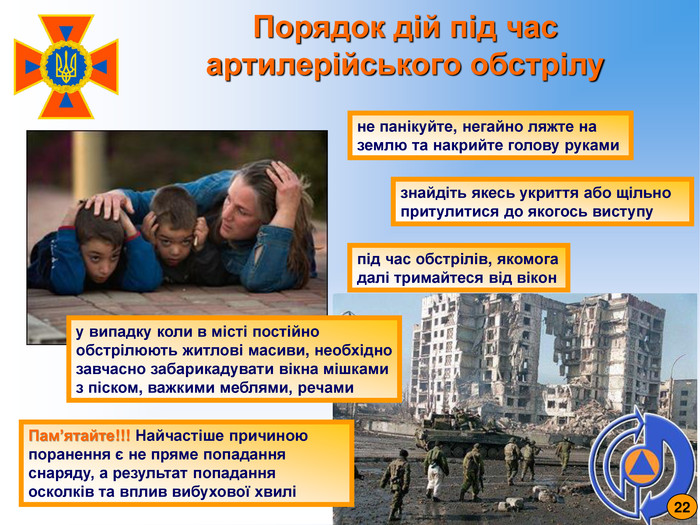 Порядок дій під час
артилерійського обстрілу
не панікуйте, негайно ляжте на
землю та накрийте голову руками
знайдіть якесь укриття або щільно
притулитися до якогось виступу
під час обстрілів, якомога
далі тримайтеся від вікон
у випадку коли в місті постійно
обстрілюють житлові масиви, необхідно
завчасно забарикадувати вікна мішками
з піском, важкими меблями, речами
Пам’ятайте!!! Найчастіше причиною
поранення є не пряме попадання
снаряду, а результат попадання
осколків та вплив вибухової хвилі
22